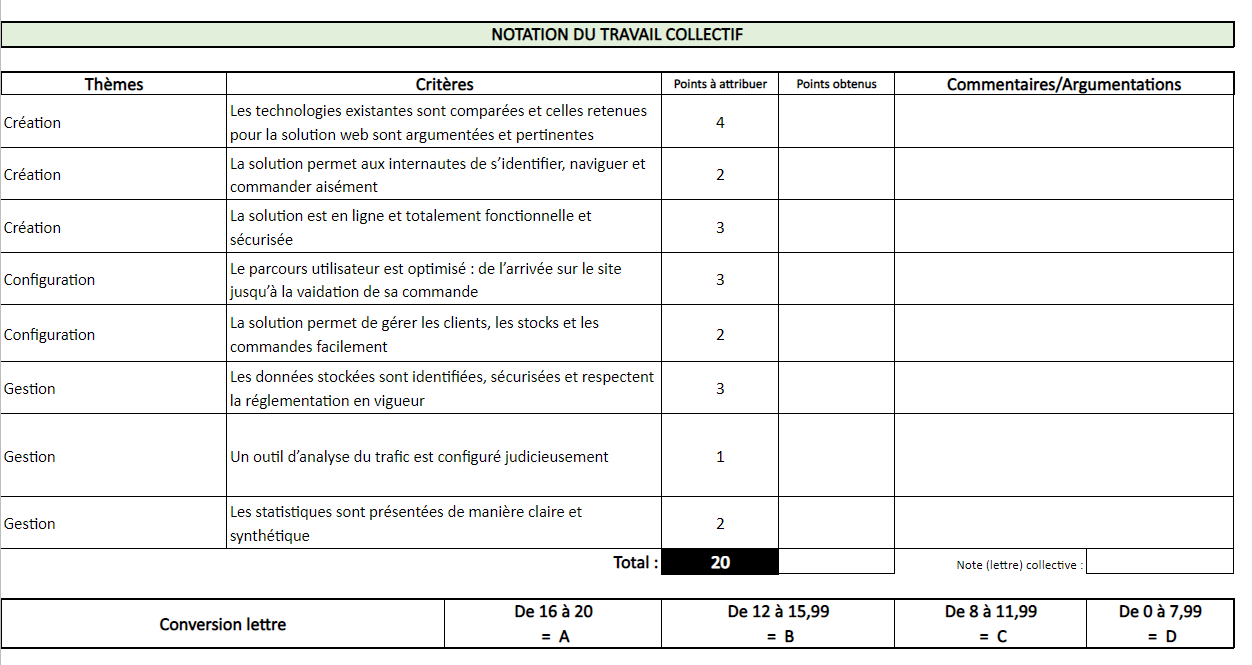 NOTATION DU TRAVAIL COLLECTIF
Thèmes Critères Points à attribuer Points obtenus Commentaires/Argumentations
Création
Les technologies existantes sont comparées et celles retenues
pour la solution web sont argumentées et pertinentes
4
Création
La solution permet aux internautes de s’identifier, naviguer et
commander aisément
2
Création
La solution est en ligne et totalement fonctionnelle et
sécurisée
3
Configuration
Le parcours utilisateur est optimisé : de l’arrivée sur le site
jusqu’à la vaidation de sa commande
3
Configuration
La solution permet de gérer les clients, les stocks et les
commandes facilement
2
Gestion
Les données stockées sont identifiées, sécurisées et respectent
la réglementation en vigueur
3
Gestion
Un outil d’analyse du trafic est configuré judicieusement
1
Gestion
Les statistiques sont présentées de manière claire et
synthétique
2
Total : 20 Note (lettre) collective :
Conversion lettre
De 16 à 20
= A
De 12 à 15,99
= B
De 8 à 11,99
= C
De 0 à 7,99
= D